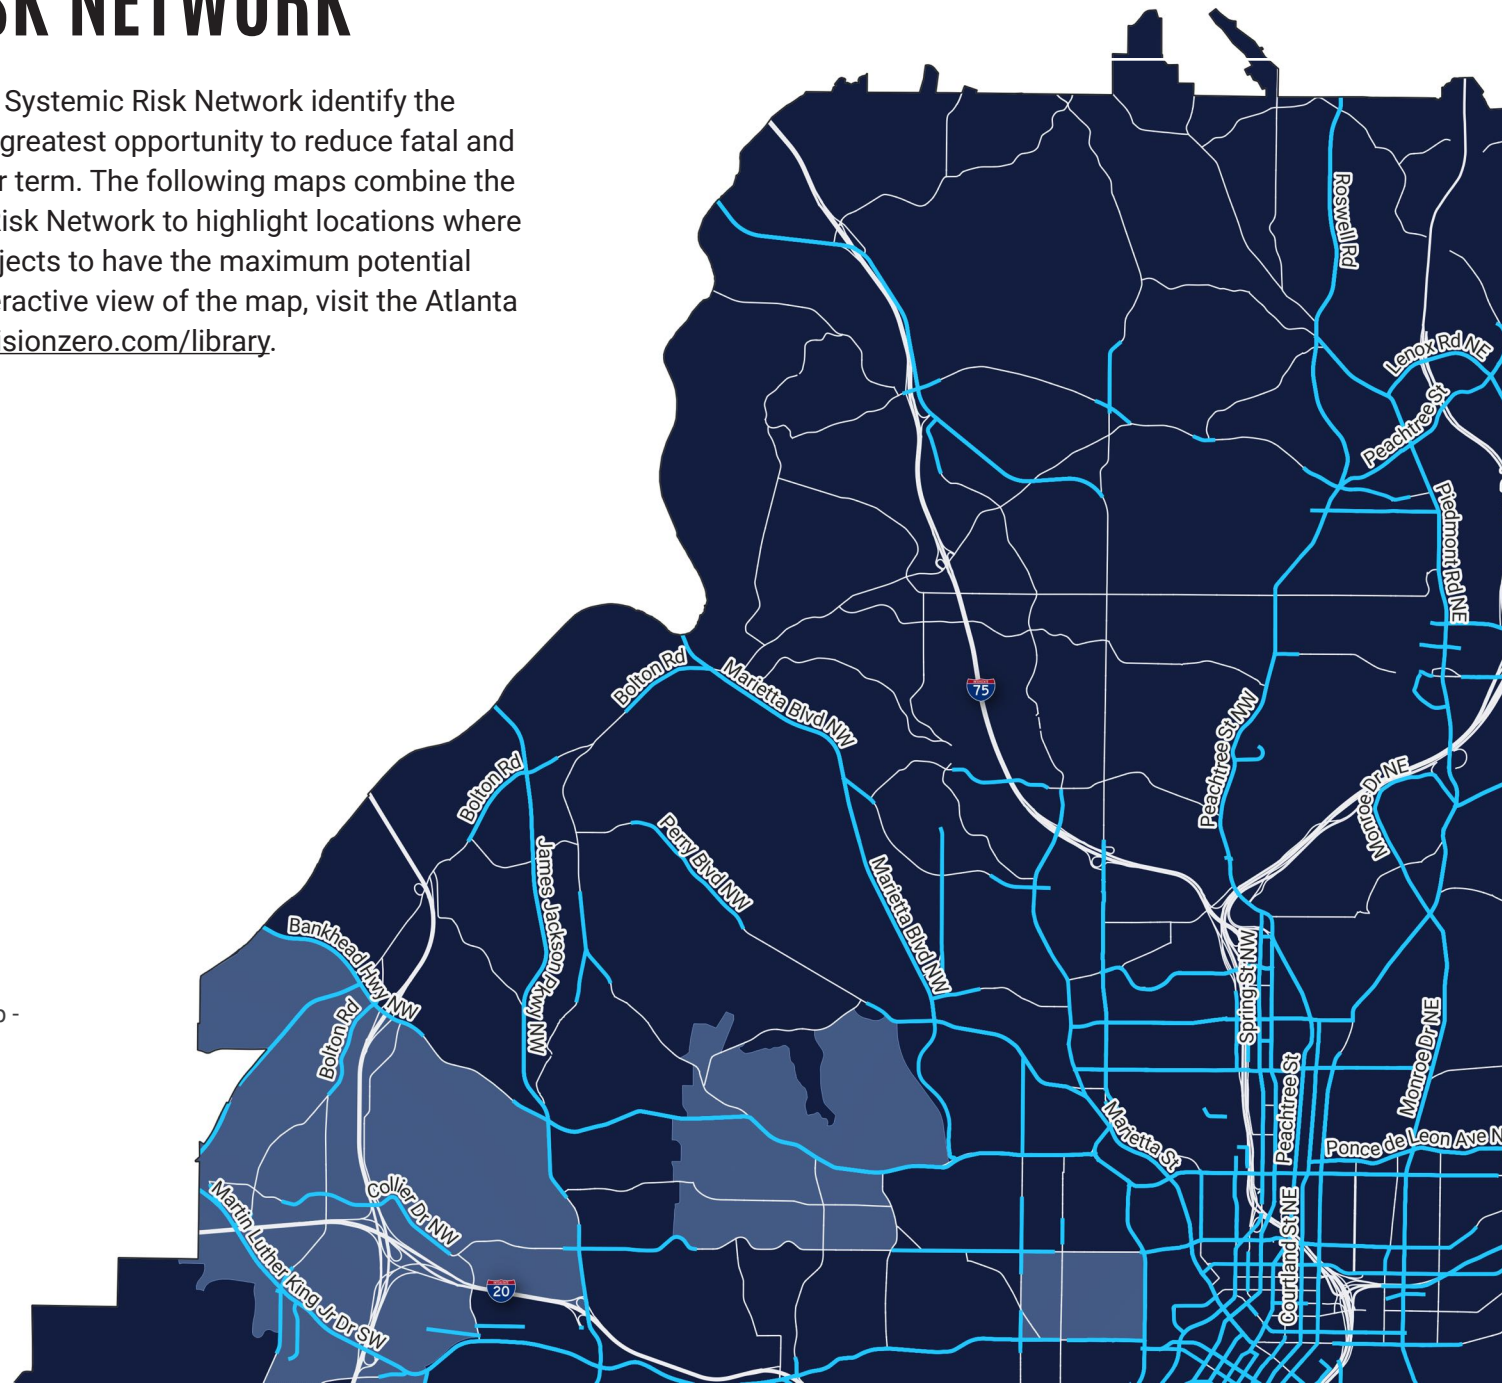 SK NETWORK
Systemic Risk Network identify the
greatest opportunity to reduce fatal and
r term. The following maps combine the
isk Network to highlight locations where
jects to have the maximum potential
eractive view of the map, visit the Atlanta
isionzero.com/library.
Roswell Rd
Lenox Rd NE
Peachtree St
Piedmont Rd NE
Bolton Rd
Marietta Blvd NW
75
Peachtree St NW
Bolton Rd
Monroe Dr NE
Perry Blvd NW
James Jackson Pkwy NW
Marietta Blvd NW
Bankhead Hwy NW
Spring St NW
o -
Bolton Rd
Monroe Dr NE
Peachtree St
Marietta St
Ponce de Leon Ave N
Collier Dr NW
Martin Luther King Jr Dr SW
Courtland St NE
20